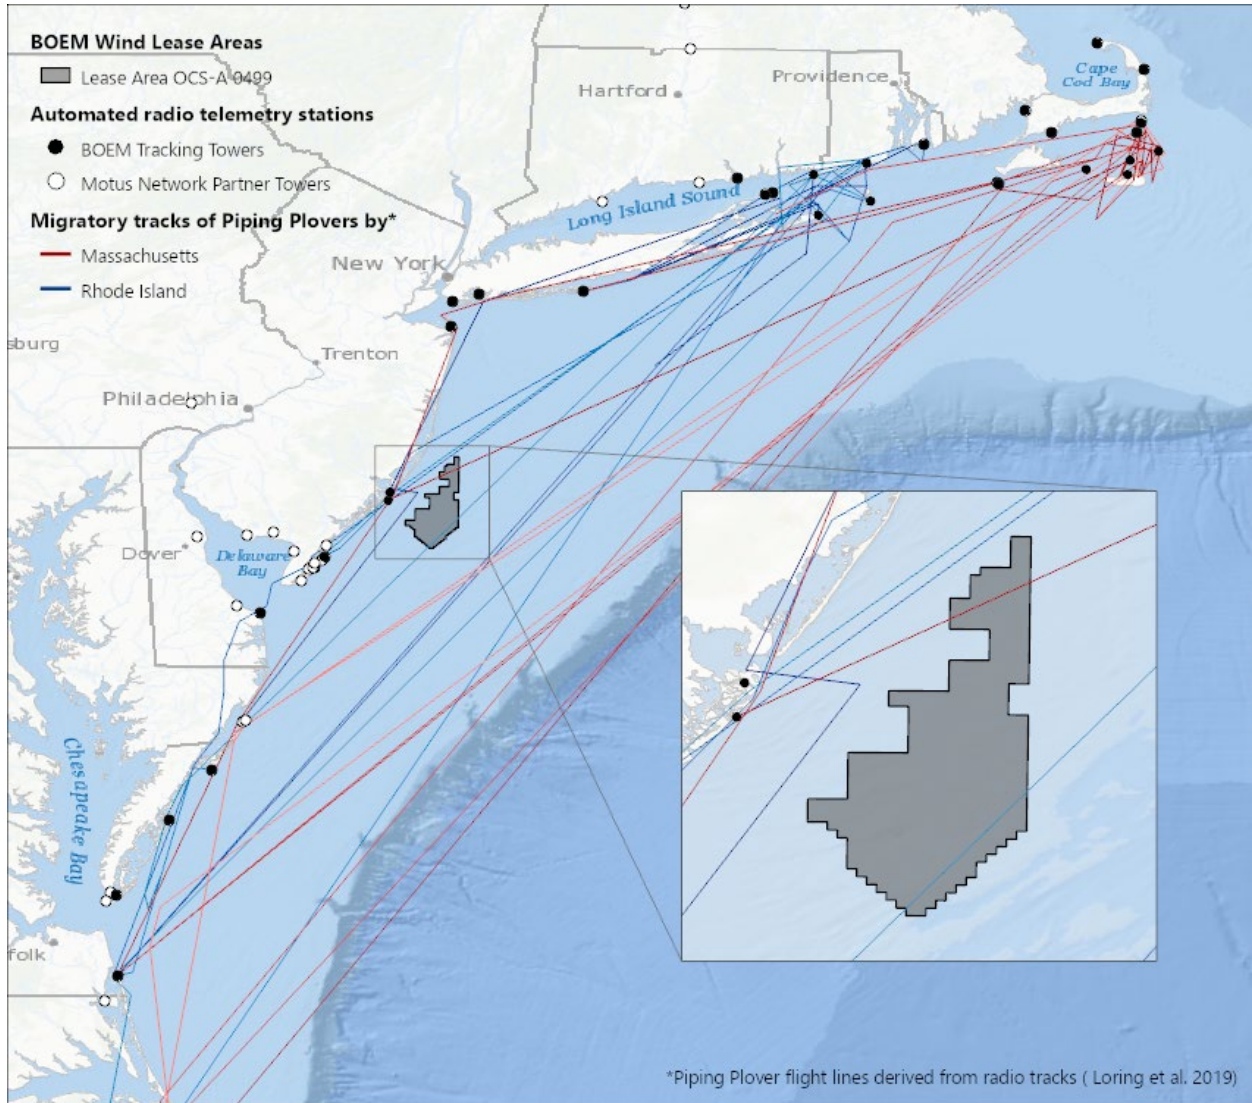 BOEM Wind Lease Areas
Lease Area OCS-A 0499
Automated radio telemetry stations
BOEM Tracking Towers
Motus Network Partner Towers
Migratory tracks of Piping Plovers by*
Massachusetts
Rhode Island
Hartford
Providence
Cape
Cod Bay
Long Island Sound
New York
sburg
Trenton
Philadelphia
Dover
Delaware
Bay
Chesapeake Bay
folk
*Piping Plover flight lines derived from radio tracks ( Loring et al. 2019)